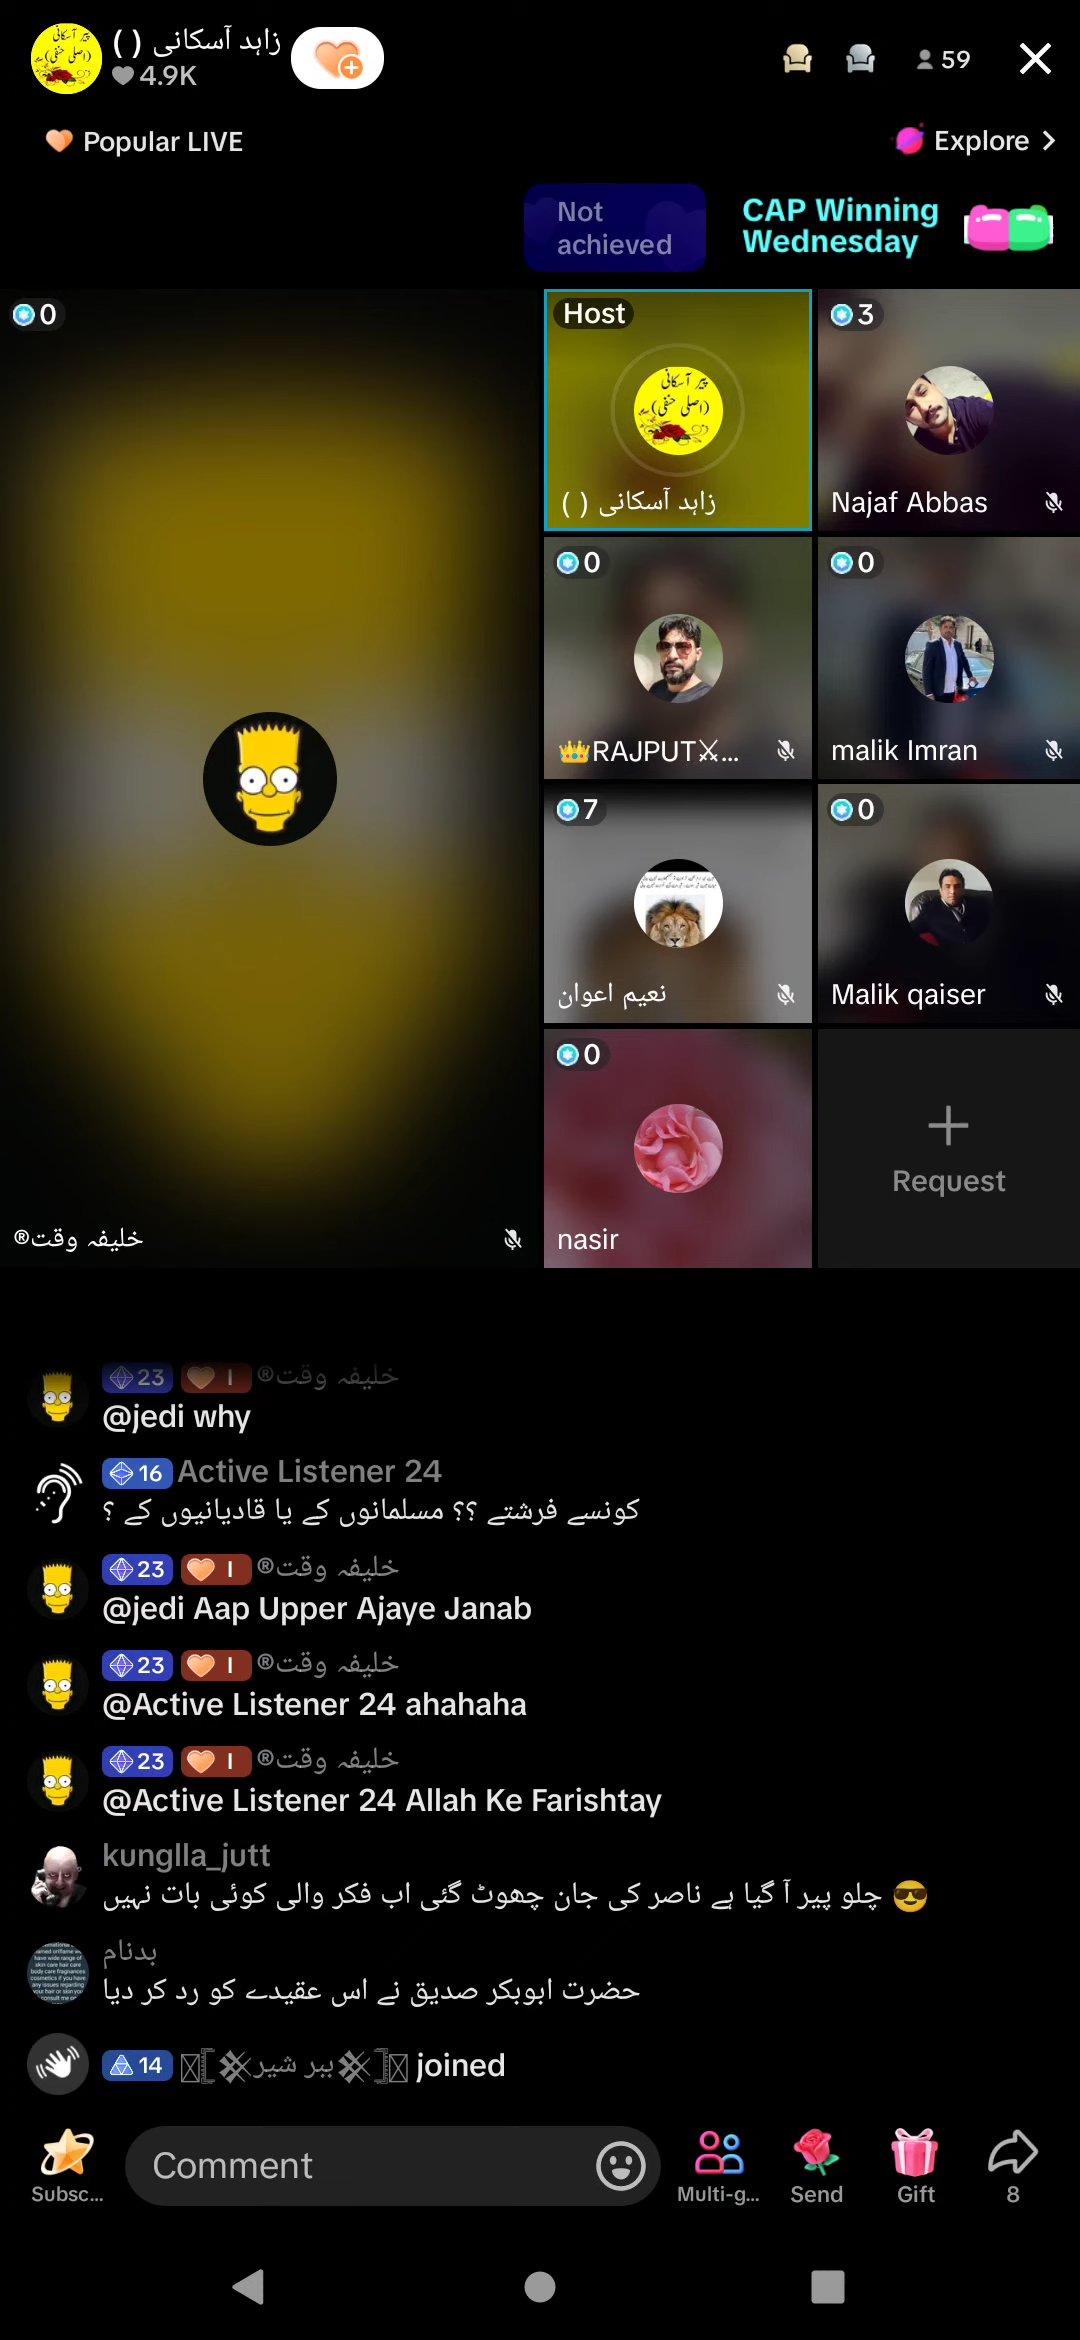 زاہد آسکانی ( )
4.9K
59
Popular LIVE
Explore
Not
achieved
CAP Winning
Wednesday
0
خلیفہ وقت®
Host
پیر آسکانی
(اصلی حنفی)
زاہد آسکانی ( )
3
Najaf Abbas
0
👑RAJPUT⚔...
0
malik Imran
7
نعیم اعوان
0
Malik qaiser
0
nasir
Request
23 I خلیفہ وقت®
@jedi why
16 Active Listener 24
کونسے فرشتے ؟؟ مسلمانوں کے یا قادیانیوں کے ؟
23 I خلیفہ وقت®
@jedi Aap Upper Ajaye Janab
23 I خلیفہ وقت®
@Active Listener 24 ahahaha
23 I خلیفہ وقت®
@Active Listener 24 Allah Ke Farishtay
kunglla_jutt
چلو پیر آ گیا ہے ناصر کی جان چھوٹ گئی اب فکر والی کوئی بات نہیں 😎
بدنام
حضرت ابوبکر صدیق نے اس عقیدے کو رد کر دیا
14 ببر شیر joined
Subsc...
Comment
Multi-g...
Send
Gift
8